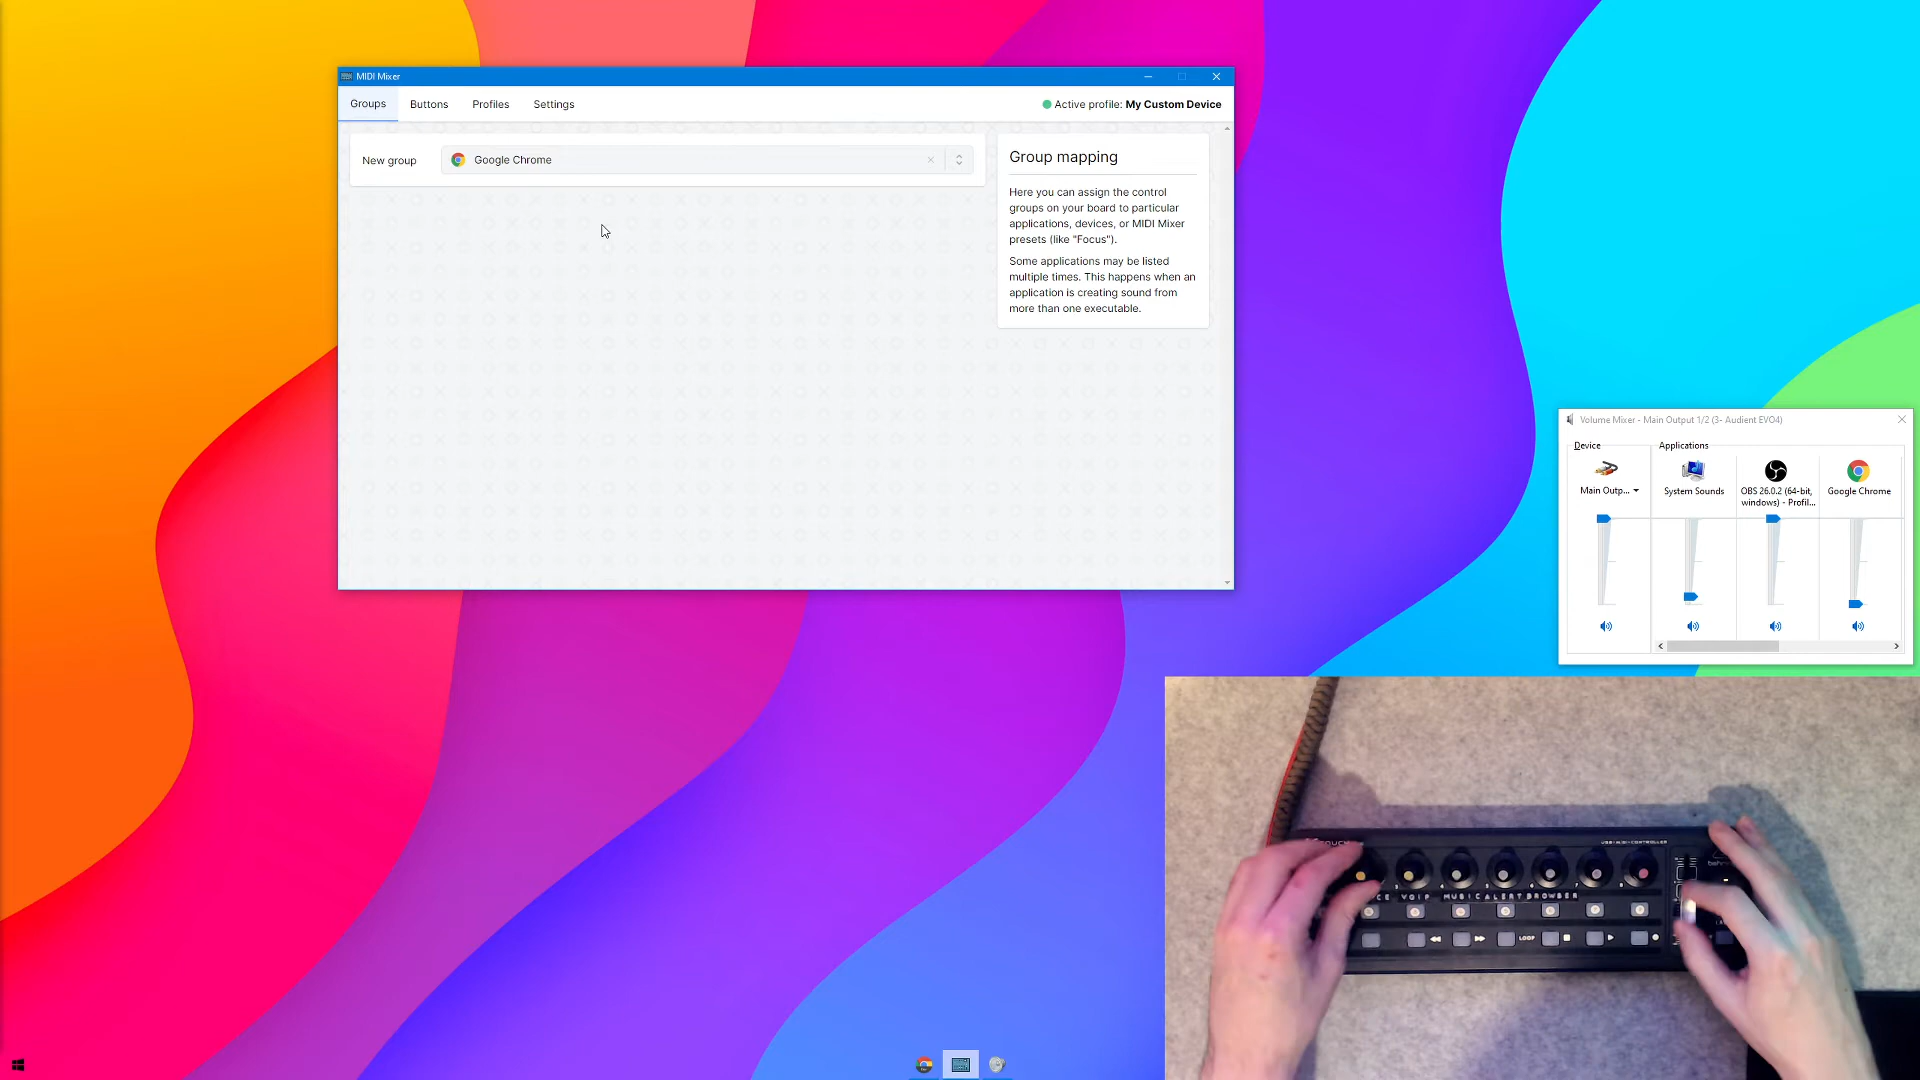 MIDI Mixer
Groups
Buttons
Profiles
Settings
Active profile: My Custom Device
New group
Google Chrome
Group mapping
Here you can assign the control
groups on your board to particular
applications, devices, or MIDI Mixer
presets (like "Focus").
Some applications may be listed
multiple times. This happens when an
application is creating sound from
more than one executable.
Volume Mixer - Main Output 1/2 (3- Audient EVO4)
Device
Applications
Main Outp...
System Sounds
OBS 26.0.2 (64-bit,
windows) - Profil...
Google Chrome
USB-MIDI-CONTROLLER
VOIP MUSIC ALERT BROWSER
LOOP